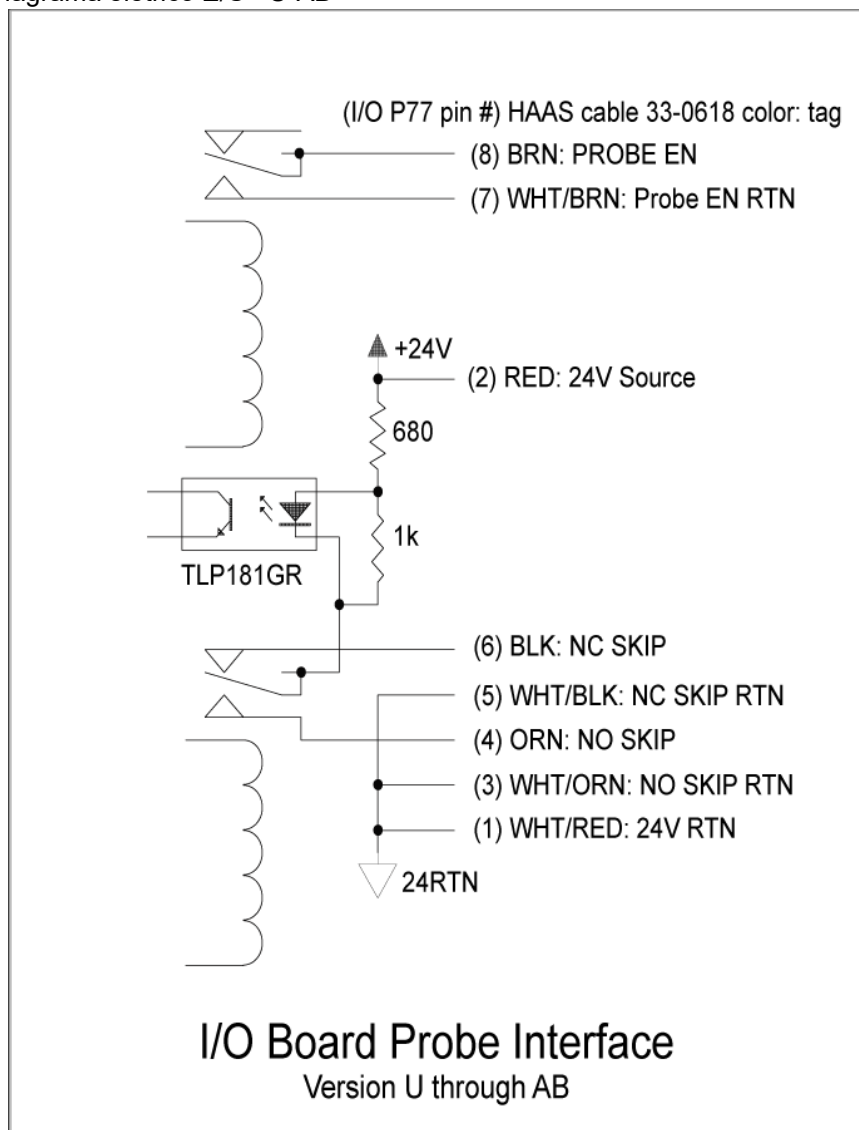 (I/O P77 pin #) HAAS cable 33-0618 color: tag
(8) BRN: PROBE EN
(7) WHT/BRN: Probe EN RTN
+24V
(2) RED: 24V Source
680
1k
TLP181GR
(6) BLK: NC SKIP
(5) WHT/BLK: NC SKIP RTN
(4) ORN: NO SKIP
(3) WHT/ORN: NO SKIP RTN
(1) WHT/RED: 24V RTN
24RTN
I/O Board Probe Interface
Version U through AB